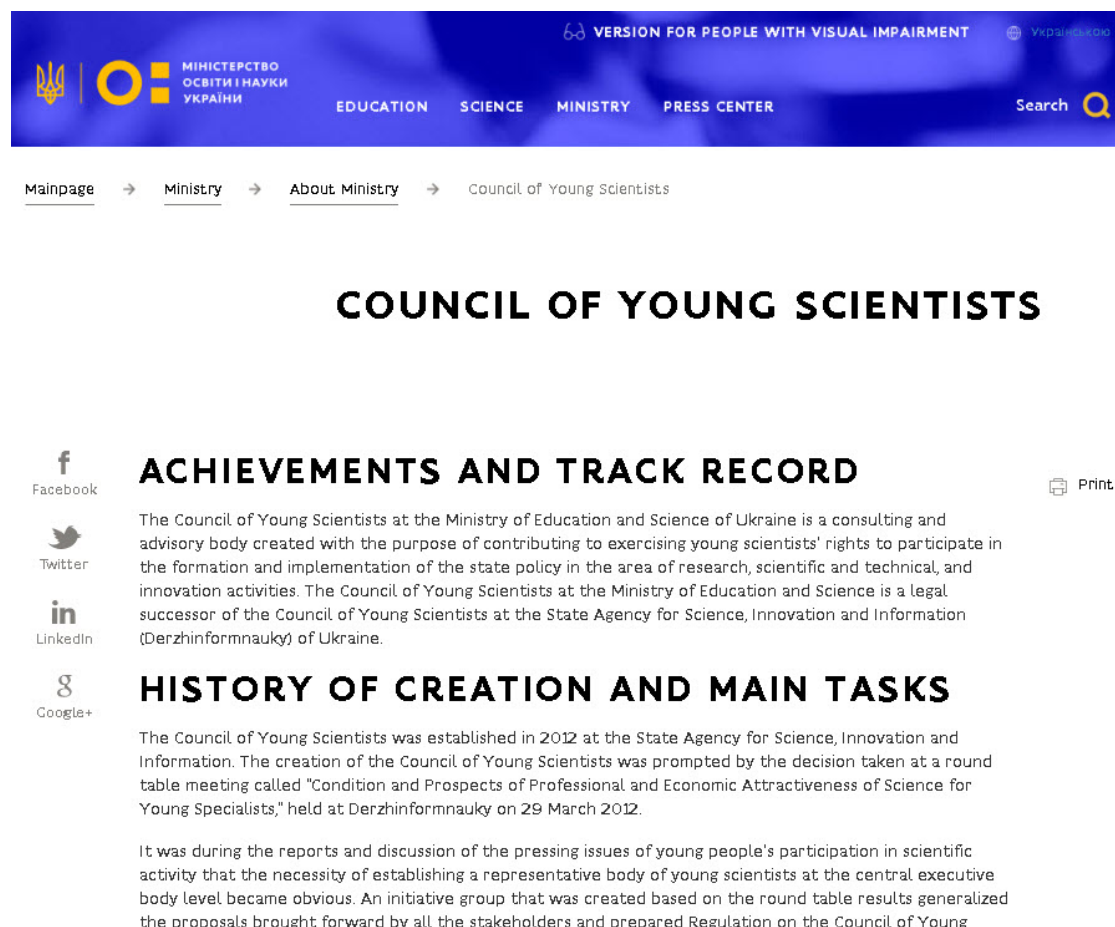 VERSION FOR PEOPLE WITH VISUAL IMPAIRMENT
Українською
МІНІСТЕРСТВО
ОСВІТИ І НАУКИ
УКРАЇНИ
EDUCATION SCIENCE MINISTRY PRESS CENTER
Search
Mainpage → Ministry → About Ministry → Council of Young Scientists
COUNCIL OF YOUNG SCIENTISTS
Facebook
Twitter
LinkedIn
Google+
Print
ACHIEVEMENTS AND TRACK RECORD
The Council of Young Scientists at the Ministry of Education and Science of Ukraine is a consulting and
advisory body created with the purpose of contributing to exercising young scientists' rights to participate in
the formation and implementation of the state policy in the area of research, scientific and technical, and
innovation activities. The Council of Young Scientists at the Ministry of Education and Science is a legal
successor of the Council of Young Scientists at the State Agency for Science, Innovation and Information
(Derzhinformnauky) of Ukraine.
HISTORY OF CREATION AND MAIN TASKS
The Council of Young Scientists was established in 2012 at the State Agency for Science, Innovation and
Information. The creation of the Council of Young Scientists was prompted by the decision taken at a round
table meeting called "Condition and Prospects of Professional and Economic Attractiveness of Science for
Young Specialists," held at Derzhinformnauky on 29 March 2012.
It was during the reports and discussion of the pressing issues of young people's participation in scientific
activity that the necessity of establishing a representative body of young scientists at the central executive
body level became obvious. An initiative group that was created based on the round table results generalized
the proposals brought forward by all the stakeholders and prepared Regulation on the Council of Young